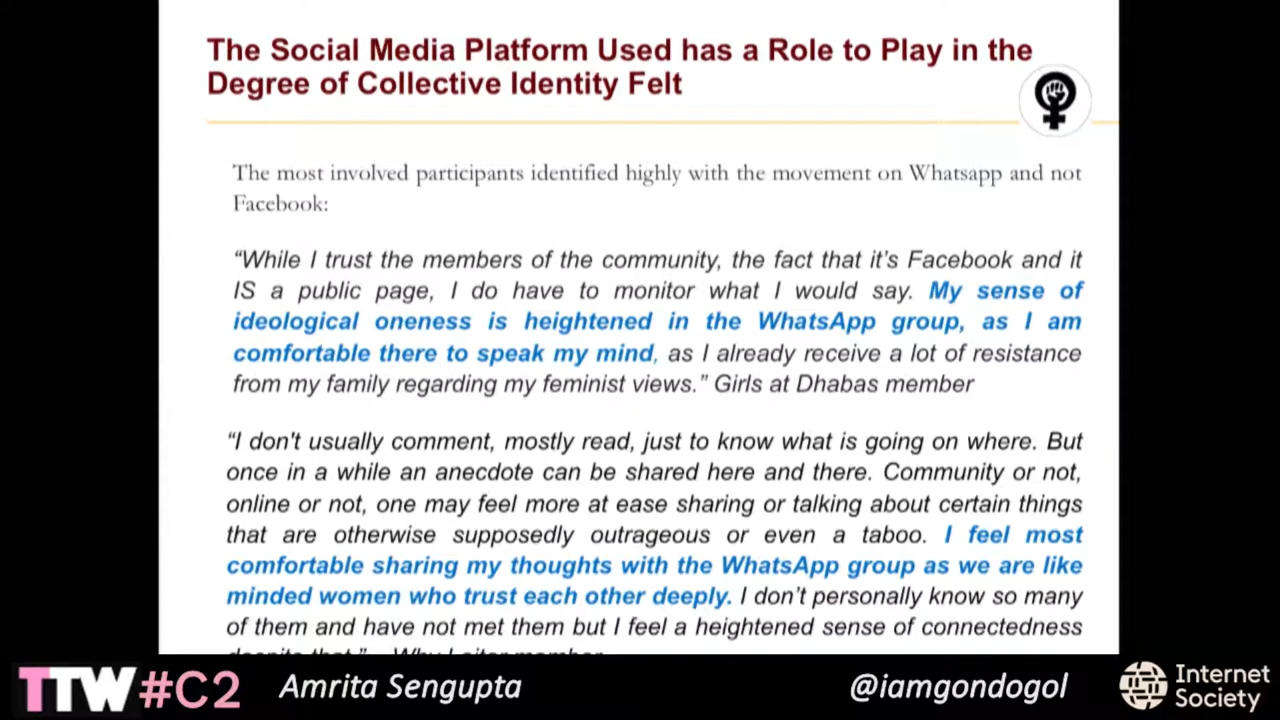 The Social Media Platform Used has a Role to Play in the
Degree of Collective Identity Felt
The most involved participants identified highly with the movement on Whatsapp and not
Facebook:
“While I trust the members of the community, the fact that it’s Facebook and it
IS a public page, I do have to monitor what I would say. My sense of
ideological oneness is heightened in the WhatsApp group, as I am
comfortable there to speak my mind, as I already receive a lot of resistance
from my family regarding my feminist views.” Girls at Dhabas member
“I don't usually comment, mostly read, just to know what is going on where. But
once in a while an anecdote can be shared here and there. Community or not,
online or not, one may feel more at ease sharing or talking about certain things
that are otherwise supposedly outrageous or even a taboo. I feel most
comfortable sharing my thoughts with the WhatsApp group as we are like
minded women who trust each other deeply. I don’t personally know so many
of them and have not met them but I feel a heightened sense of connectedness
TTW#C2
Amrita Sengupta
@iamgondogol
Internet
Society